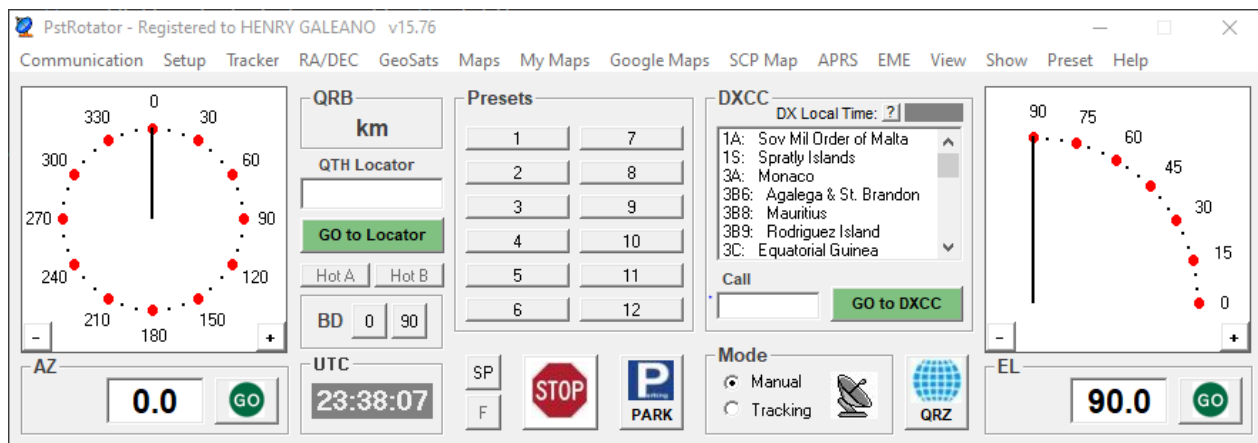 PstRotator - Registered to HENRY GALEANO v15.76
Communication Setup Tracker RA/DEC GeoSats Maps My Maps Google Maps SCP Map APRS EME View Show Preset Help
0
30
60
90
120
150
180
210
240
270
300
330
-
+
AZ
0.0
GO
QRB
km
QTH Locator
GO to Locator
Hot A Hot B
BD 0 90
UTC
23:38:07
Presets
1 7
2 8
3 9
4 10
5 11
6 12
SP
F
STOP
P
PARK
DXCC
DX Local Time: ?
1A: Sov Mil Order of Malta
1S: Spratly Islands
3A: Monaco
3B6: Agalega & St. Brandon
3B8: Mauritius
3B9: Rodriguez Island
3C: Equatorial Guinea
Call
GO to DXCC
Mode
Manual
Tracking
QRZ
90
75
60
45
30
15
0
-
+
EL
90.0
GO